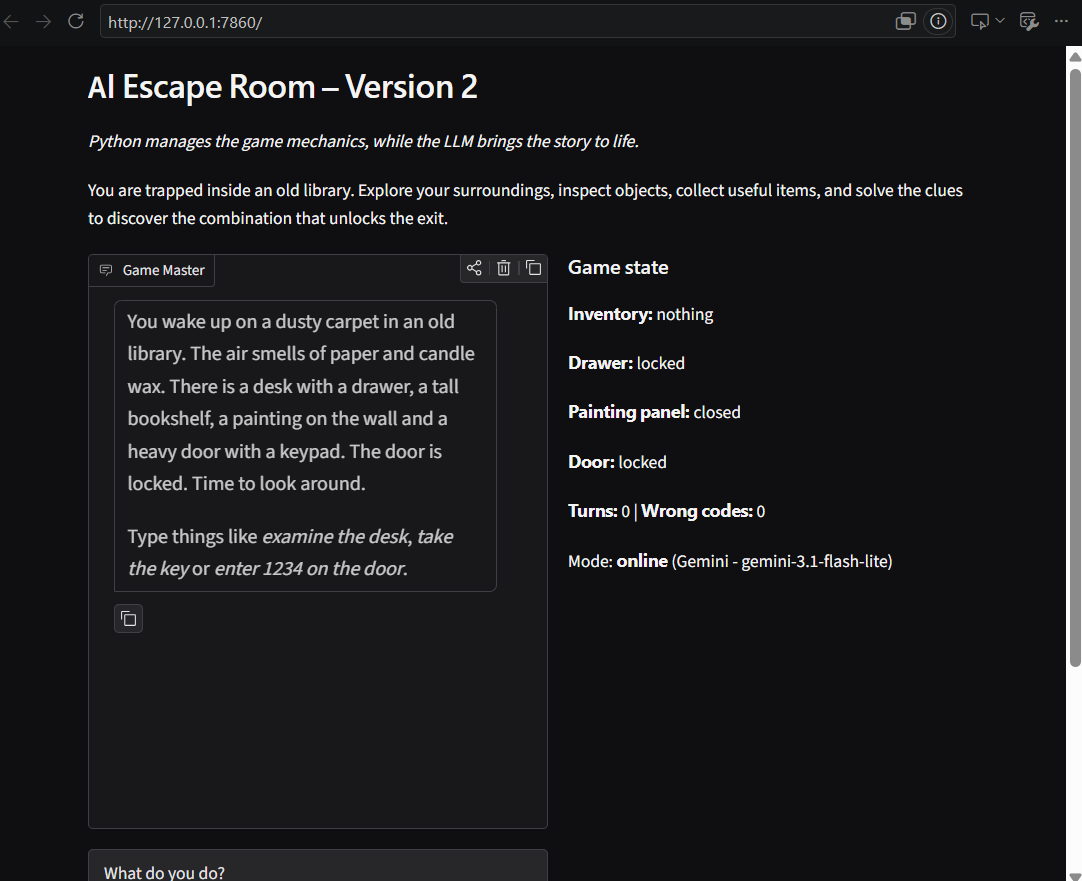 http://127.0.0.1:7860/
AI Escape Room – Version 2
Python manages the game mechanics, while the LLM brings the story to life.
You are trapped inside an old library. Explore your surroundings, inspect objects, collect useful items, and solve the clues
to discover the combination that unlocks the exit.
Game Master
You wake up on a dusty carpet in an old
library. The air smells of paper and candle
wax. There is a desk with a drawer, a tall
bookshelf, a painting on the wall and a
heavy door with a keypad. The door is
locked. Time to look around.
Type things like examine the desk, take
the key or enter 1234 on the door.
What do you do?
Game state
Inventory: nothing
Drawer: locked
Painting panel: closed
Door: locked
Turns: 0 | Wrong codes: 0
Mode: online (Gemini - gemini-3.1-flash-lite)